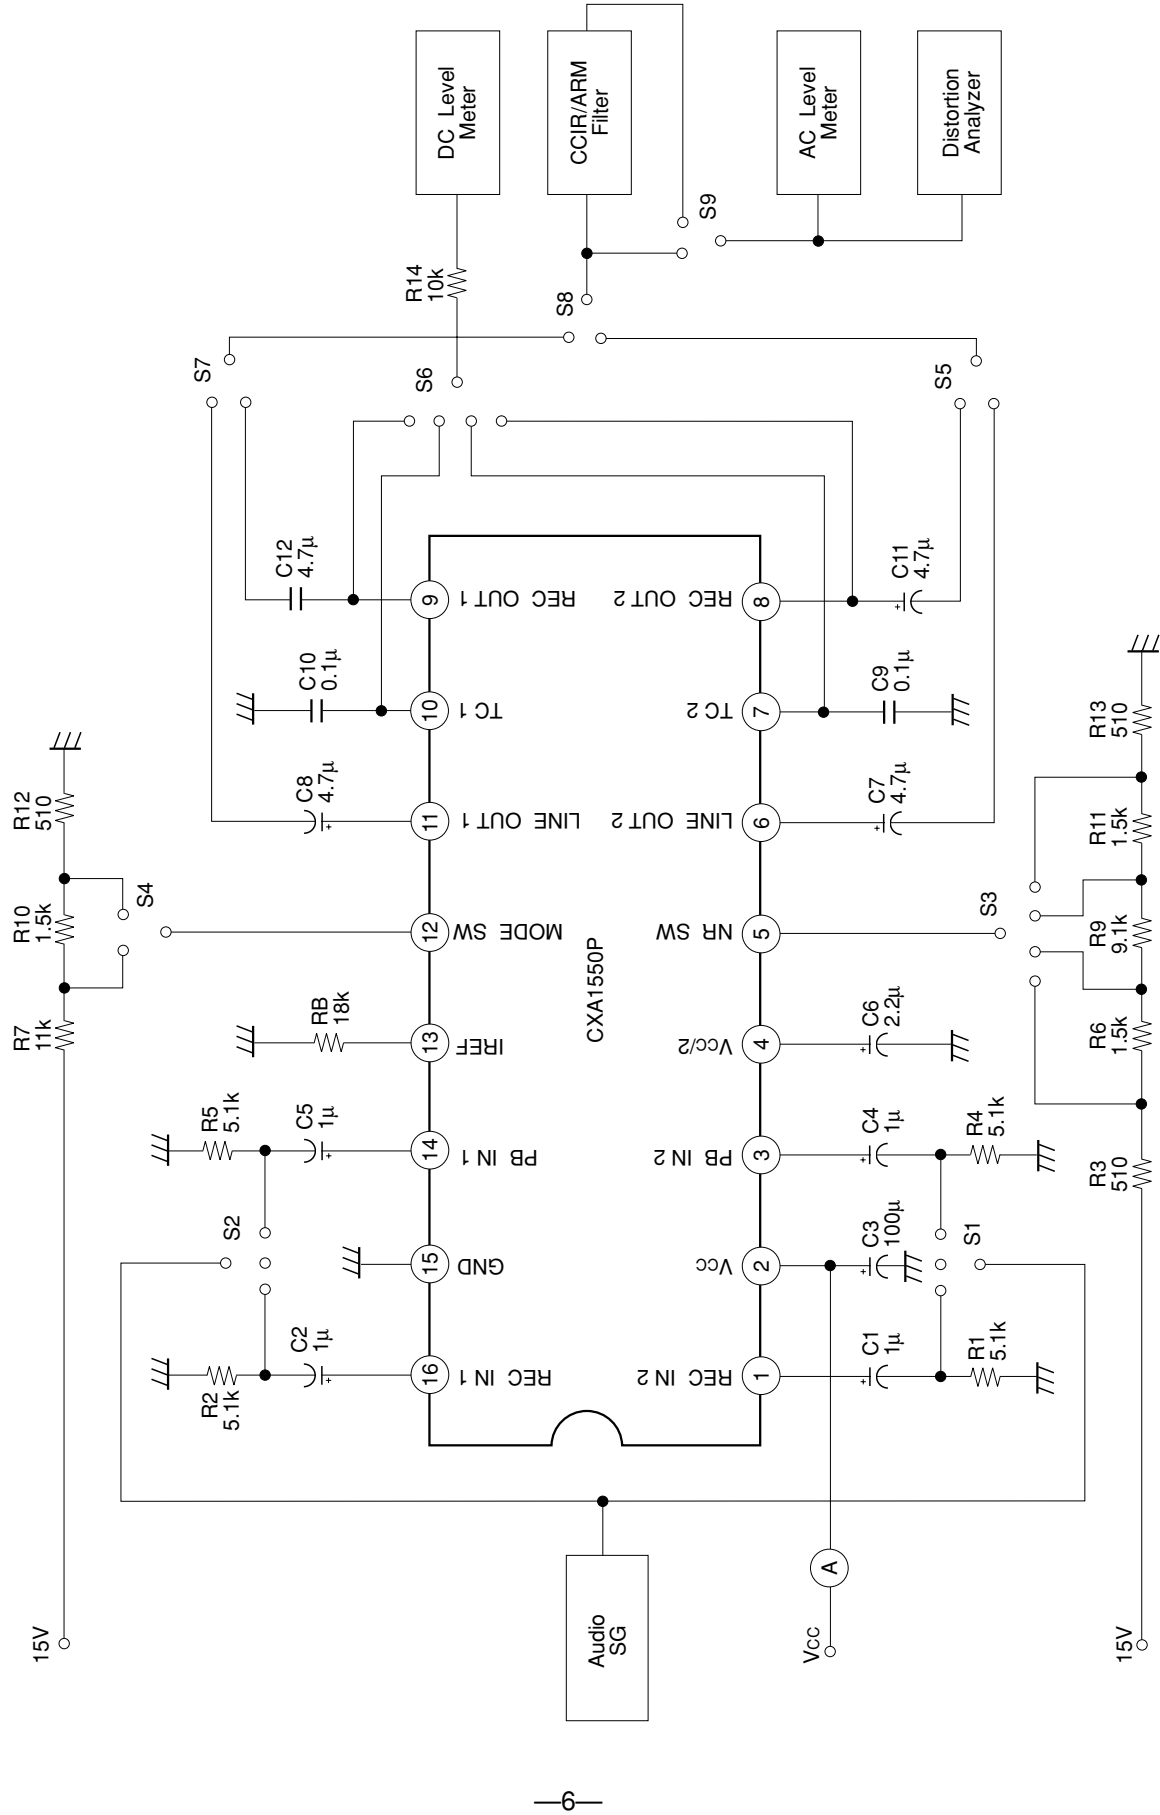 15V
R7
11k
R10
1.5k
R12
510
S4
R2
5.1k
R5
5.1k
S2
C2
1µ
C5
1µ
RB
18k
C8
4.7µ
C10
0.1µ
C12
4.7µ
S7
16
15
14
13
12
11
10
9
REC IN 1
GND
PB IN 1
IREF
MODE SW
LINE OUT 1
TC 1
REC OUT 1
S6
R14
10k
DC Level
Meter
Audio
SG
CXA1550P
S8
CCIR/ARM
Filter
REC IN 2
Vcc
PB IN 2
Vcc/2
NR SW
LINE OUT 2
TC 2
REC OUT 2
1
2
3
4
5
6
7
8
S9
AC Level
Meter
Vcc
A
C1
1µ
C3
100µ
C4
1µ
C6
2.2µ
C7
4.7µ
C9
0.1µ
C11
4.7µ
S5
Distortion
Analyzer
R1
5.1k
S1
R4
5.1k
S3
15V
R3
510
R6
1.5k
R9
9.1k
R11
1.5k
R13
510
—6—